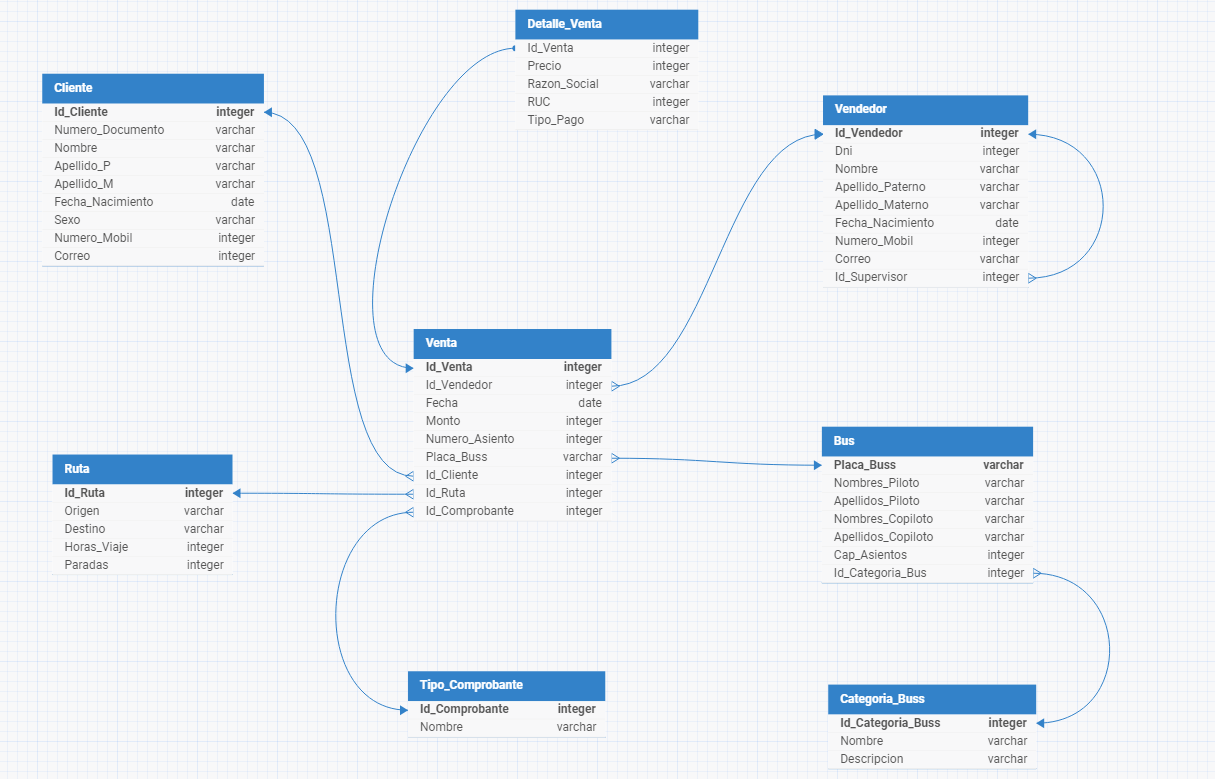 Detalle_Venta
Id_Venta integer
Precio integer
Razon_Social varchar
RUC integer
Tipo_Pago varchar
Cliente
Id_Cliente integer
Numero_Documento varchar
Nombre varchar
Apellido_P varchar
Apellido_M varchar
Fecha_Nacimiento date
Sexo varchar
Numero_Mobil integer
Correo integer
Vendedor
Id_Vendedor integer
Dni integer
Nombre varchar
Apellido_Paterno varchar
Apellido_Materno varchar
Fecha_Nacimiento date
Numero_Mobil integer
Correo varchar
Id_Supervisor integer
Venta
Id_Venta integer
Id_Vendedor integer
Fecha date
Monto integer
Numero_Asiento integer
Placa_Buss varchar
Id_Cliente integer
Id_Ruta integer
Id_Comprobante integer
Ruta
Id_Ruta integer
Origen varchar
Destino varchar
Horas_Viaje integer
Paradas integer
Bus
Placa_Buss varchar
Nombres_Piloto varchar
Apellidos_Piloto varchar
Nombres_Copiloto varchar
Apellidos_Copiloto varchar
Cap_Asientos integer
Id_Categoria_Bus integer
Tipo_Comprobante
Id_Comprobante integer
Nombre varchar
Categoria_Buss
Id_Categoria_Buss integer
Nombre varchar
Descripcion varchar